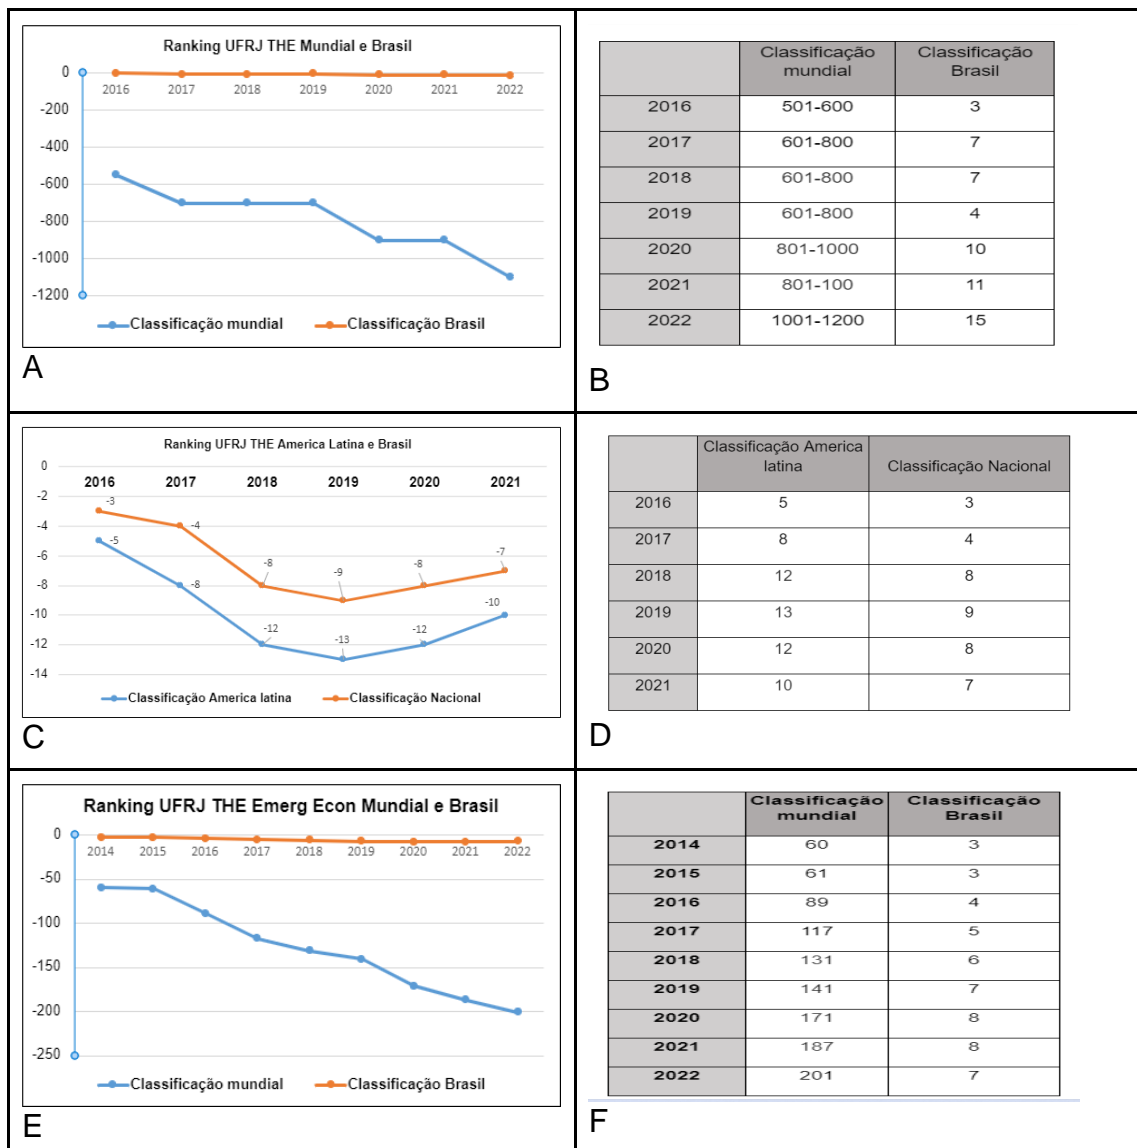 Ranking UFRJ THE Mundial e Brasil
0
2016 2017 2018 2019 2020 2021 2022
-200
-400
-600
-800
-1000
-1200
Classificação mundial Classificação Brasil
A
Classificação mundial Classificação Brasil
2016 501-600 3
2017 601-800 7
2018 601-800 7
2019 601-800 4
2020 801-1000 10
2021 801-100 11
2022 1001-1200 15
B
Ranking UFRJ THE America Latina e Brasil
0
2016 2017 2018 2019 2020 2021
-2
-4
-6
-8
-10
-12
-14
-3 -4 -8 -9 -8 -7
-5 -8 -12 -13 -12 -10
Classificação America latina Classificação Nacional
C
Classificação America latina Classificação Nacional
2016 5 3
2017 8 4
2018 12 8
2019 13 9
2020 12 8
2021 10 7
D
Ranking UFRJ THE Emerg Econ Mundial e Brasil
0
2014 2015 2016 2017 2018 2019 2020 2021 2022
-50
-100
-150
-200
-250
Classificação mundial Classificação Brasil
E
Classificação mundial Classificação Brasil
2014 60 3
2015 61 3
2016 89 4
2017 117 5
2018 131 6
2019 141 7
2020 171 8
2021 187 8
2022 201 7
F